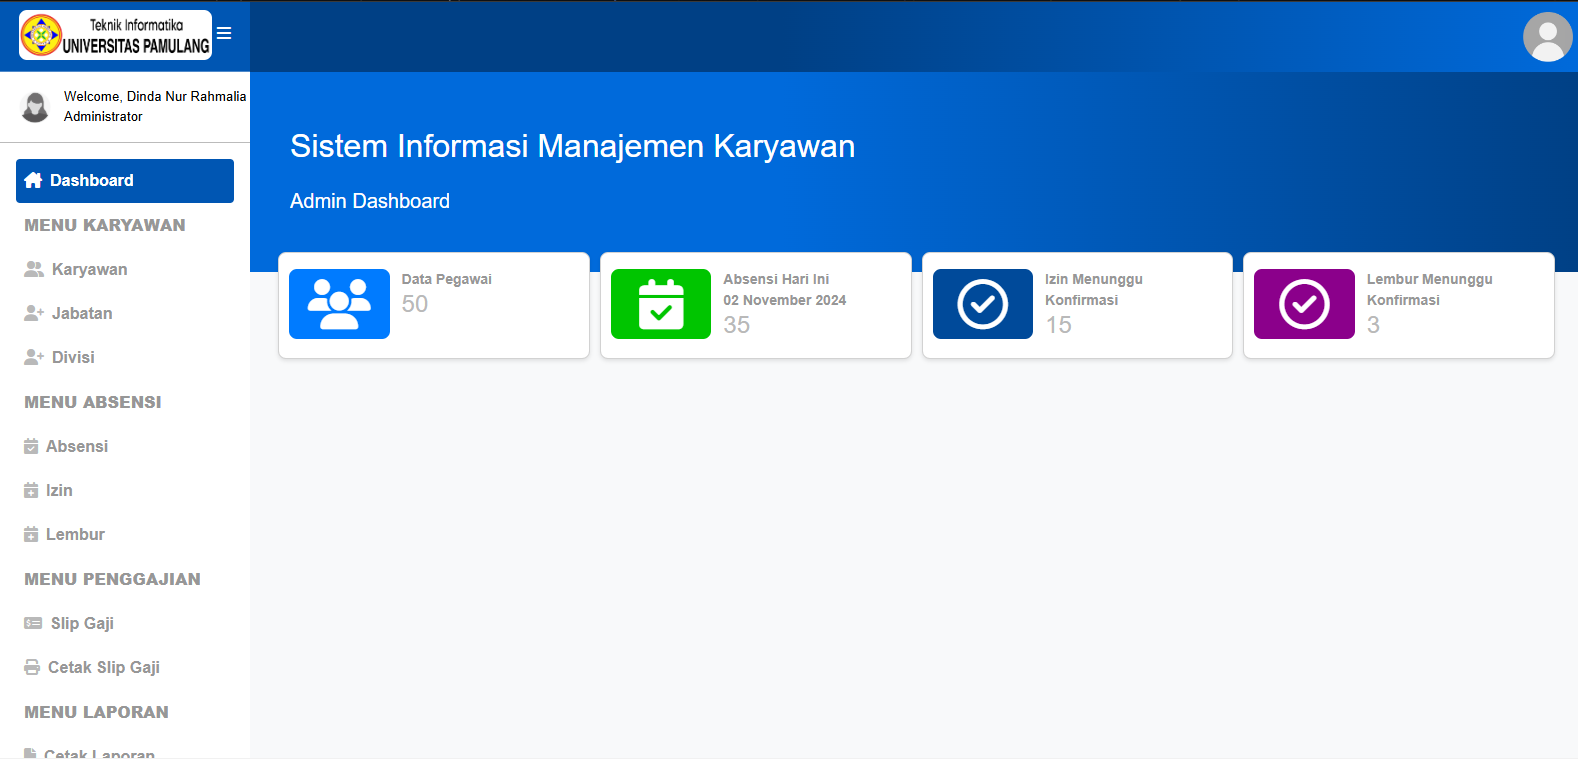 Teknik Informatika
UNIVERSITAS PAMULANG
Welcome, Dinda Nur Rahmalia
Administrator
Dashboard
MENU KARYAWAN
Karyawan
Jabatan
Divisi
MENU ABSENSI
Absensi
Izin
Lembur
MENU PENGGAJIAN
Slip Gaji
Cetak Slip Gaji
MENU LAPORAN
Cetak Laporan
Sistem Informasi Manajemen Karyawan
Admin Dashboard
Data Pegawai
50
Absensi Hari Ini
02 November 2024
35
Izin Menunggu
Konfirmasi
15
Lembur Menunggu
Konfirmasi
3